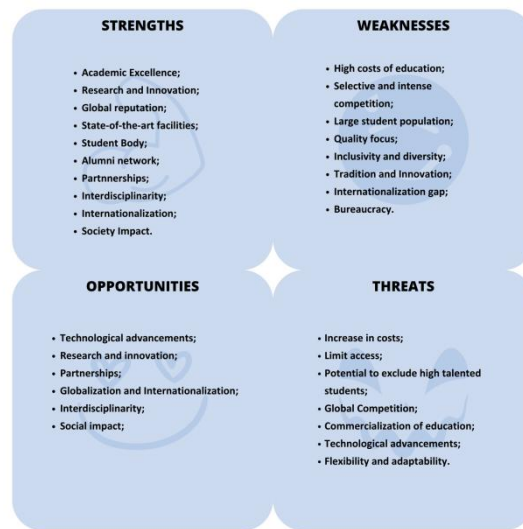 STRENGTHS
• Academic Excellence;
• Research and Innovation;
• Global reputation;
• State-of-the-art facilities;
• Student Body;
• Alumni network;
• Partnnerships;
• Interdisciplinarity;
• Internationalization;
• Society Impact.
WEAKNESSES
• High costs of education;
• Selective and intense
competition;
• Large student population;
• Quality focus;
• Inclusivity and diversity;
• Tradition and Innovation;
• Internationalization gap;
• Bureaucracy.
OPPORTUNITIES
• Technological advancements;
• Research and innovation;
• Partnerships;
• Globalization and Internationalization;
• Interdisciplinarity;
• Social impact;
THREATS
• Increase in costs;
• Limit access;
• Potential to exclude high talented
students;
• Global Competition;
• Commercialization of education;
• Technological advancements;
• Flexibility and adaptability.